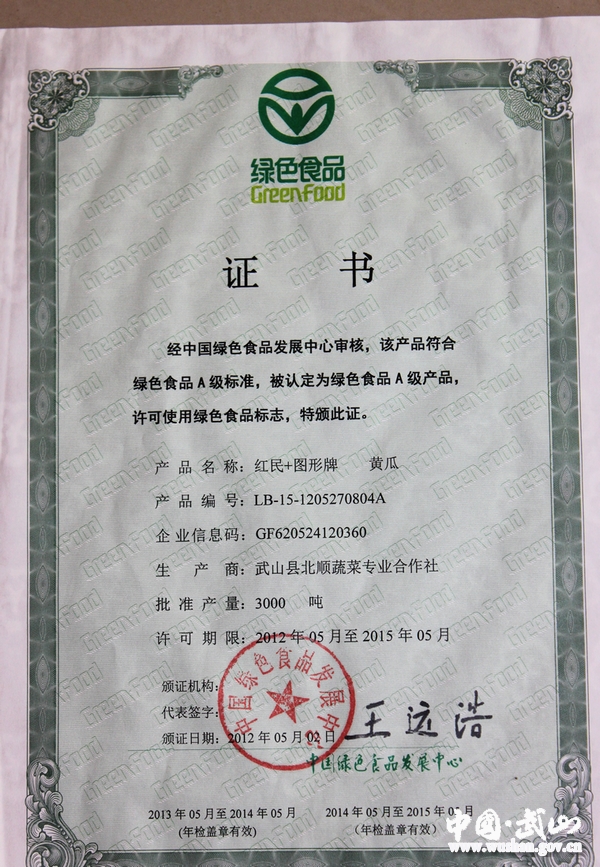 绿色食品
GreenFood
证 书
经中国绿色食品发展中心审核，该产品符合
绿色食品A级标准，被认定为绿色食品A级产品，
许可使用绿色食品标志，特颁此证。
产品名称：红民+图形牌 黄瓜
产品编号：LB-15-1205270804A
企业信息码：GF620524120360
生产商：武山县北顺蔬菜专业合作社
批准产量：3000 吨
许可期限：2012年05月至2015年05月
颁证机构：
中国绿色食品发展中心
代表签字：
王运浩
颁证日期：2012年05月02日
中国绿色食品发展中心
2013年05月至2014年05月 2014年05月至2015年05月
（年检盖章有效） （年检盖章有效）
中国·武山
www.wushan.gov.cn